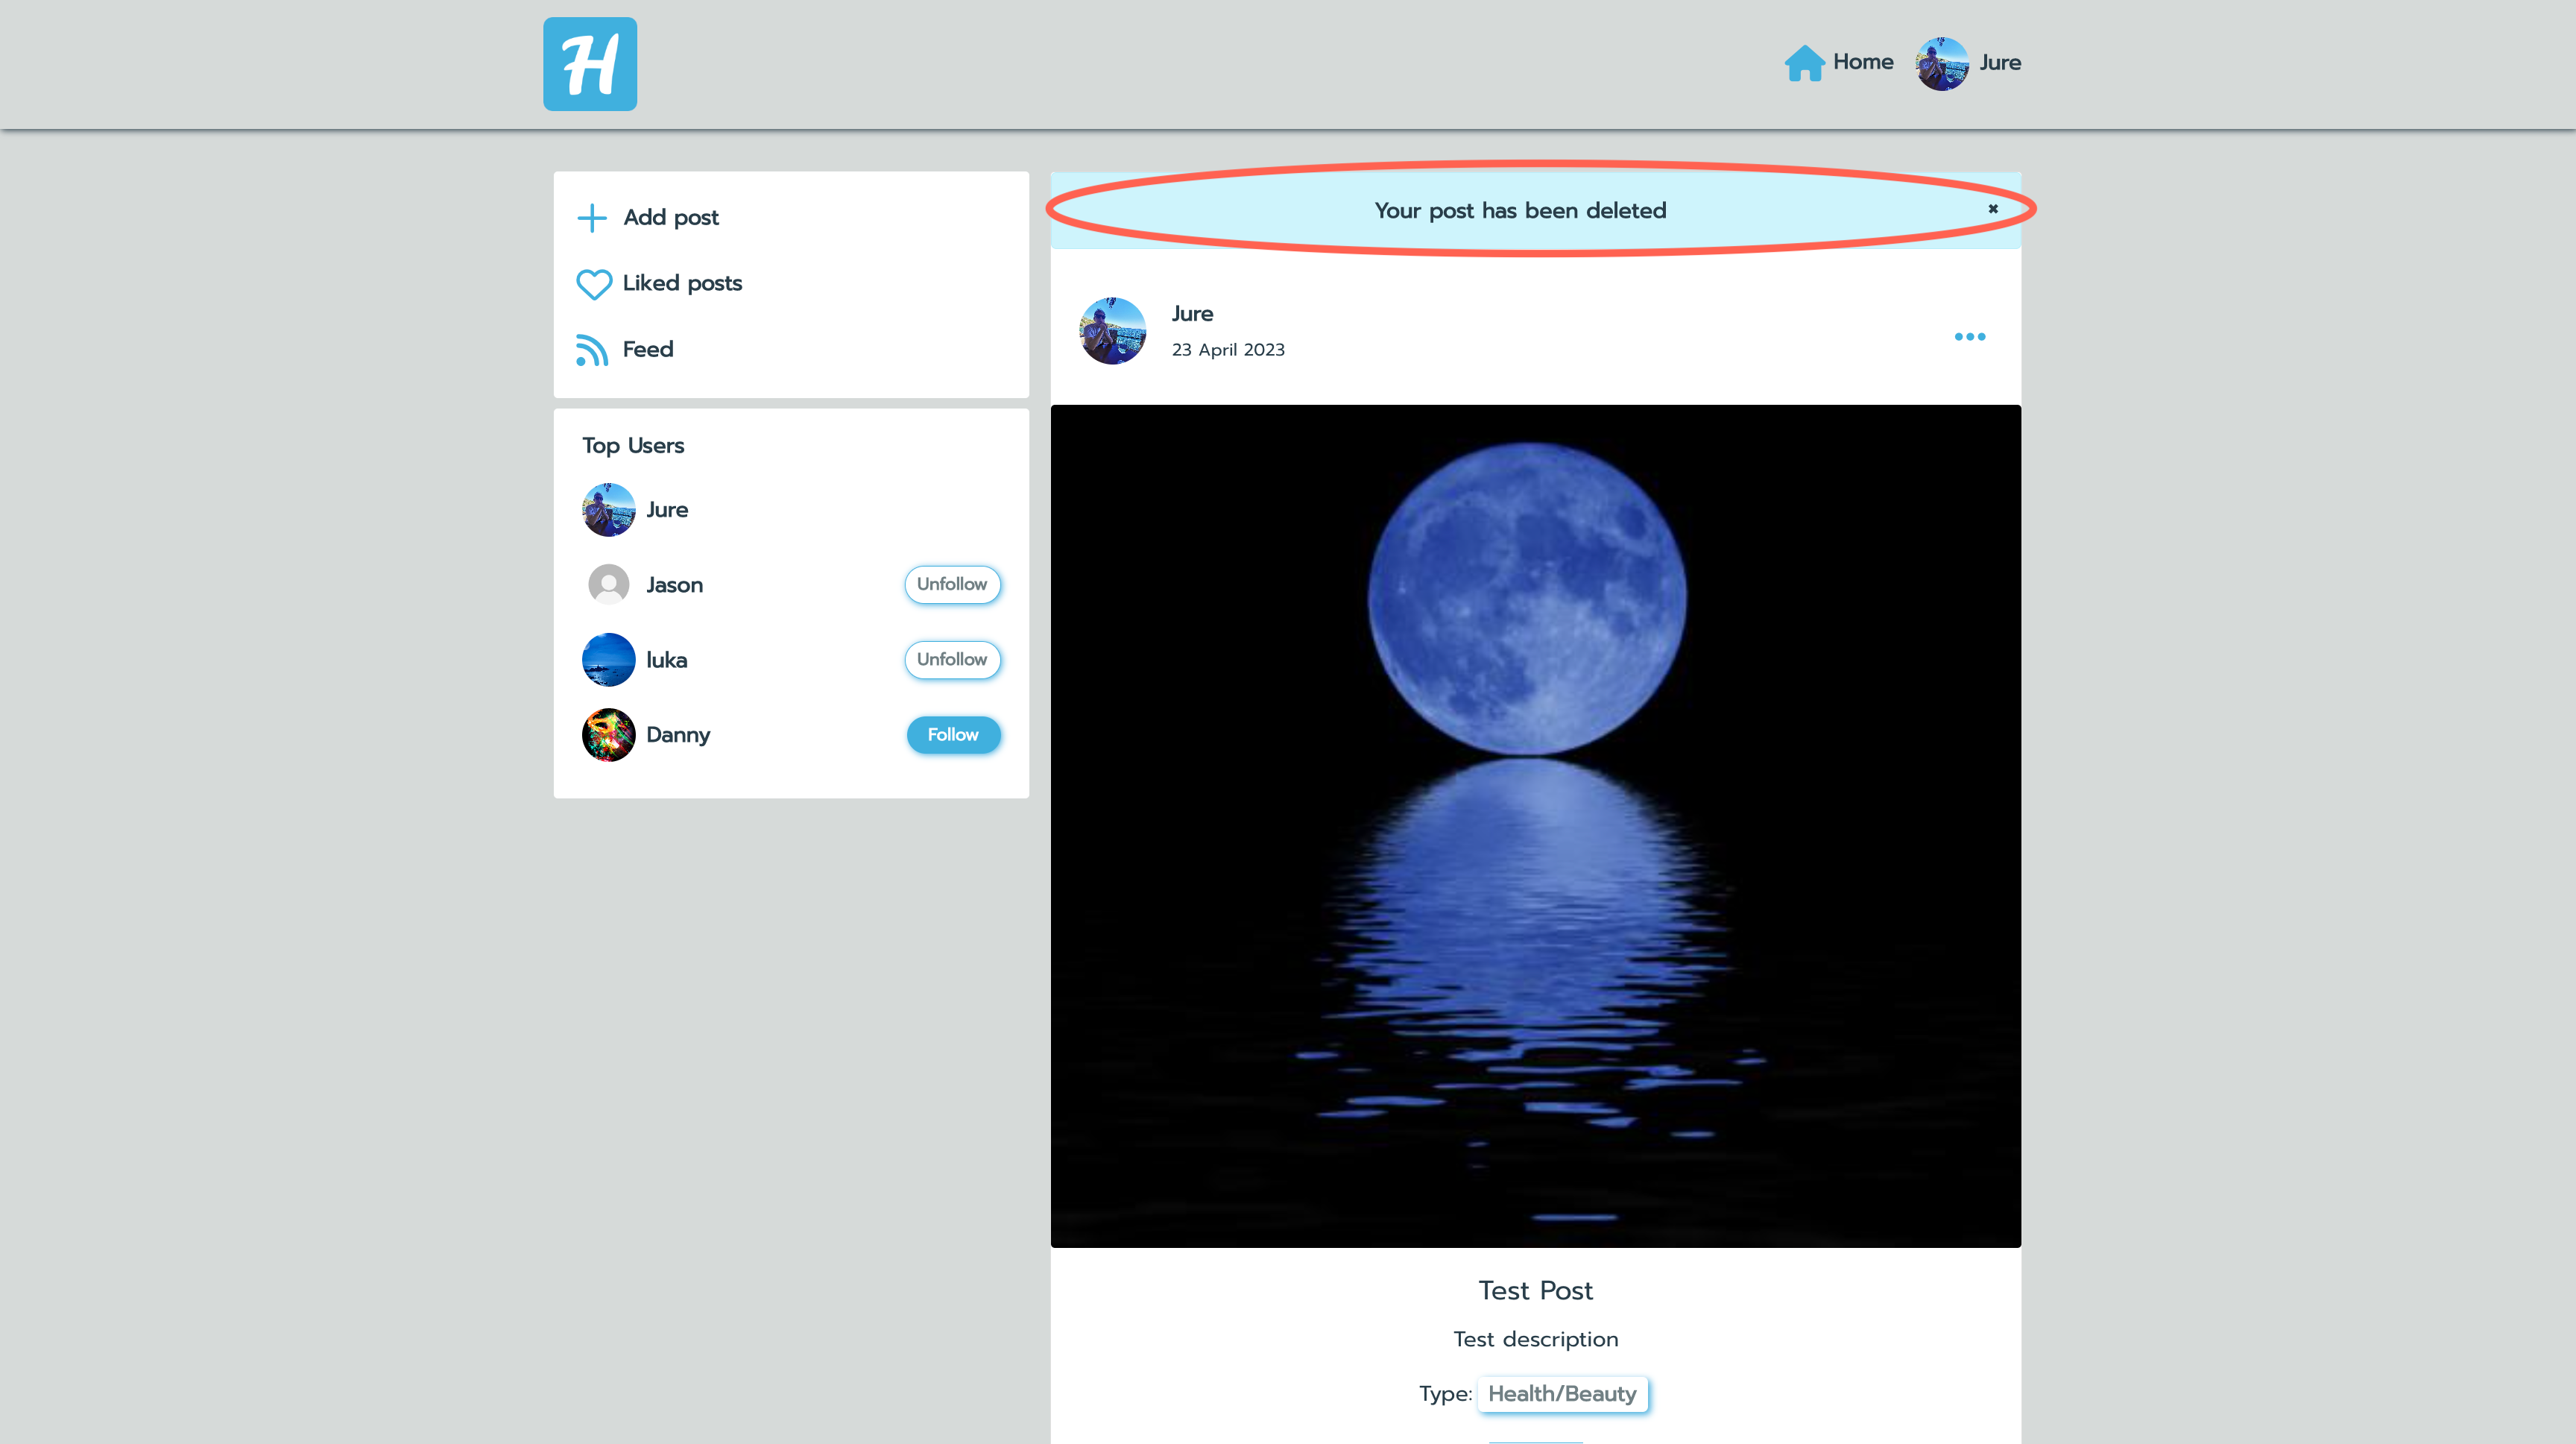 H
Home
Jure
Add post
Liked posts
Feed
Top Users
Jure
Jason
Unfollow
luka
Unfollow
Danny
Follow
Your post has been deleted
Jure
23 April 2023
Test Post
Test description
Type: Health/Beauty